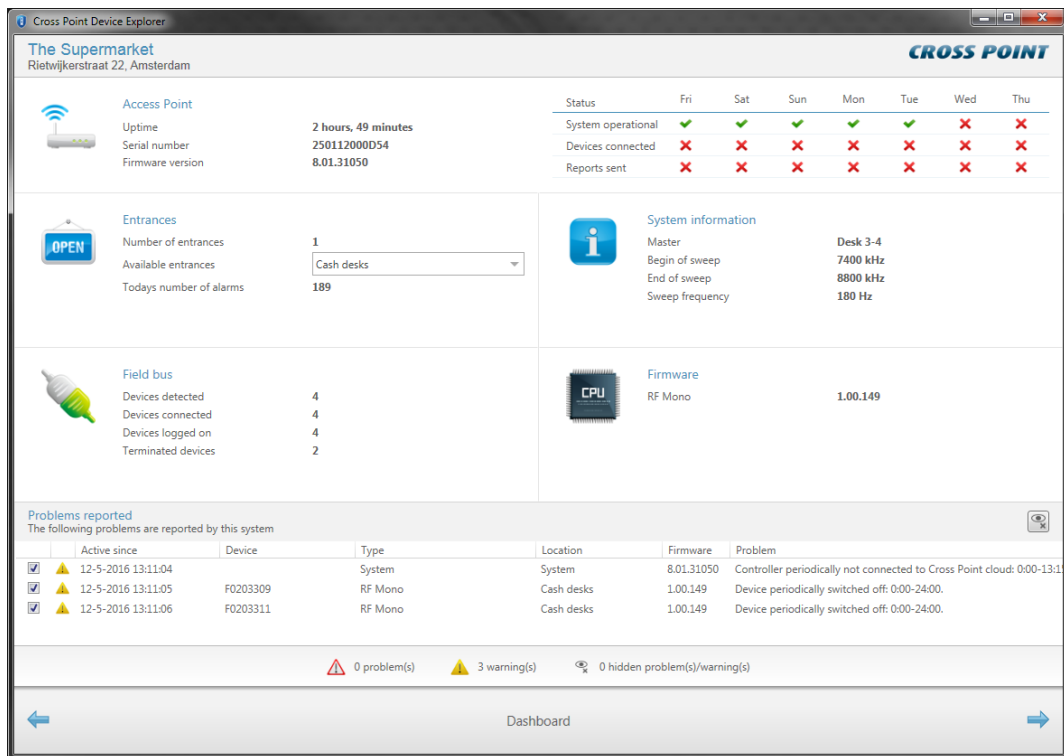 Cross Point Device Explorer
The Supermarket
Rietwijkerstraat 22, Amsterdam
CROSS POINT
Access Point
Uptime 2 hours, 49 minutes
Serial number 250112000D54
Firmware version 8.01.31050
Status Fri Sat Sun Mon Tue Wed Thu
System operational
Devices connected
Reports sent
OPEN
Entrances
Number of entrances 1
Available entrances Cash desks
Todays number of alarms 189
System information
Master Desk 3-4
Begin of sweep 7400 kHz
End of sweep 8800 kHz
Sweep frequency 180 Hz
Field bus
Devices detected 4
Devices connected 4
Devices logged on 4
Terminated devices 2
CPU
Firmware
RF Mono 1.00.149
Problems reported
The following problems are reported by this system
Active since Device Type Location Firmware Problem
12-5-2016 13:11:04 System System 8.01.31050 Controller periodically not connected to Cross Point cloud: 0:00-13:1
12-5-2016 13:11:05 F0203309 RF Mono Cash desks 1.00.149 Device periodically switched off: 0:00-24:00.
12-5-2016 13:11:06 F0203311 RF Mono Cash desks 1.00.149 Device periodically switched off: 0:00-24:00.
0 problem(s) 3 warning(s) 0 hidden problem(s)/warning(s)
Dashboard